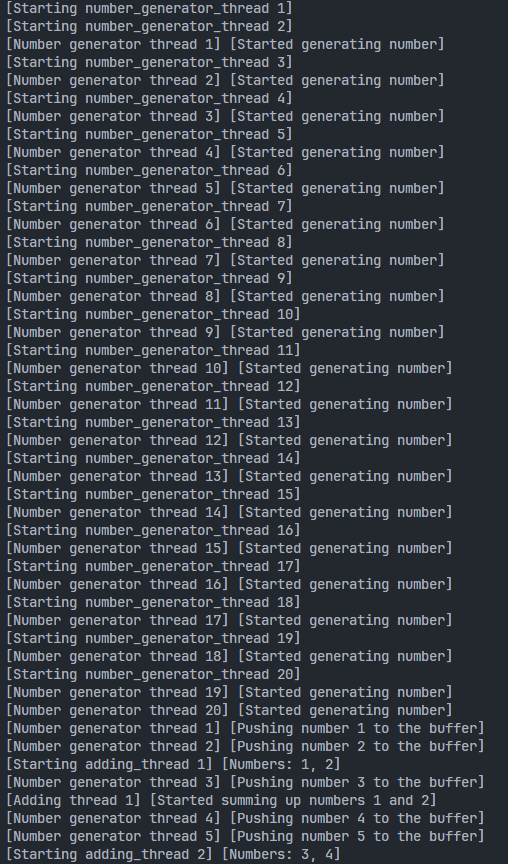 [Starting number_generator_thread 1]
[Starting number_generator_thread 2]
[Number generator thread 1] [Started generating number]
[Starting number_generator_thread 3]
[Number generator thread 2] [Started generating number]
[Starting number_generator_thread 4]
[Number generator thread 3] [Started generating number]
[Starting number_generator_thread 5]
[Number generator thread 4] [Started generating number]
[Starting number_generator_thread 6]
[Number generator thread 5] [Started generating number]
[Starting number_generator_thread 7]
[Number generator thread 6] [Started generating number]
[Starting number_generator_thread 8]
[Number generator thread 7] [Started generating number]
[Starting number_generator_thread 9]
[Number generator thread 8] [Started generating number]
[Starting number_generator_thread 10]
[Number generator thread 9] [Started generating number]
[Starting number_generator_thread 11]
[Number generator thread 10] [Started generating number]
[Starting number_generator_thread 12]
[Number generator thread 11] [Started generating number]
[Starting number_generator_thread 13]
[Number generator thread 12] [Started generating number]
[Starting number_generator_thread 14]
[Number generator thread 13] [Started generating number]
[Starting number_generator_thread 15]
[Number generator thread 14] [Started generating number]
[Starting number_generator_thread 16]
[Number generator thread 15] [Started generating number]
[Starting number_generator_thread 17]
[Number generator thread 16] [Started generating number]
[Starting number_generator_thread 18]
[Number generator thread 17] [Started generating number]
[Starting number_generator_thread 19]
[Number generator thread 18] [Started generating number]
[Starting number_generator_thread 20]
[Number generator thread 19] [Started generating number]
[Number generator thread 20] [Started generating number]
[Number generator thread 1] [Pushing number 1 to the buffer]
[Number generator thread 2] [Pushing number 2 to the buffer]
[Starting adding_thread 1] [Numbers: 1, 2]
[Number generator thread 3] [Pushing number 3 to the buffer]
[Adding thread 1] [Started summing up numbers 1 and 2]
[Number generator thread 4] [Pushing number 4 to the buffer]
[Number generator thread 5] [Pushing number 5 to the buffer]
[Starting adding_thread 2] [Numbers: 3, 4]